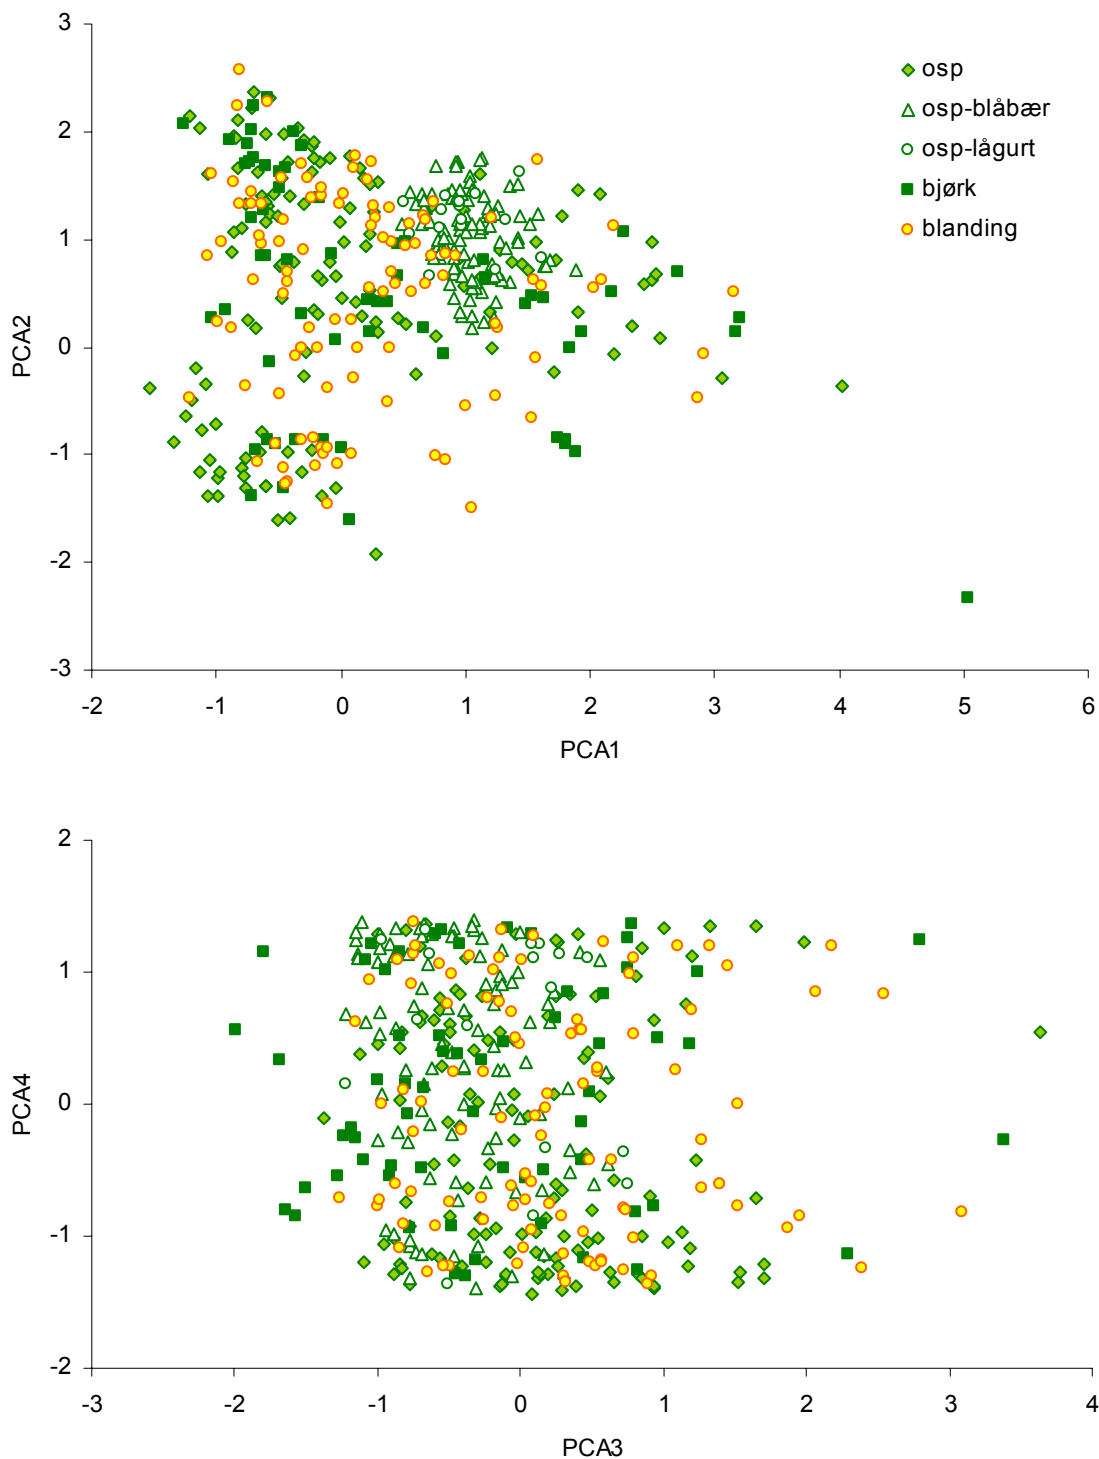 3
2
1
0
-1
-2
-3
PCA2
-2 -1 0 1 2 3 4 5 6
PCA1
osp
osp-blåbær
osp-lågurt
bjørk
blanding
2
1
0
-1
-2
PCA4
-3 -2 -1 0 1 2 3 4
PCA3